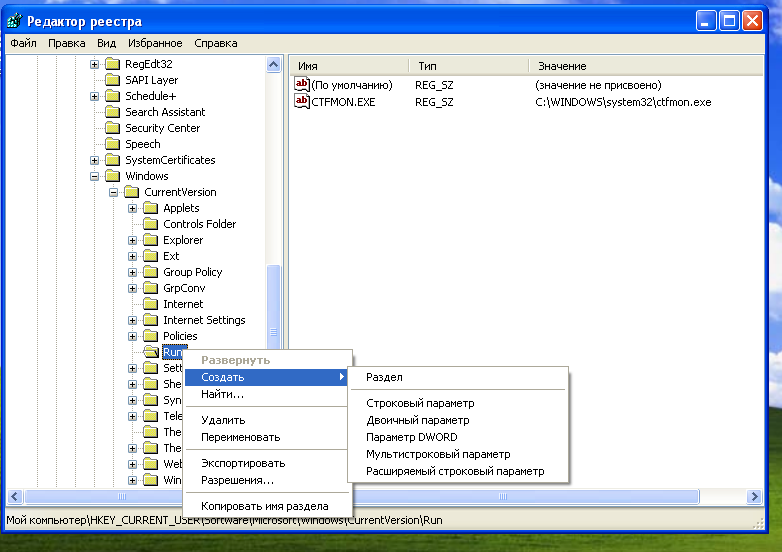 Редактор реестра
Файл Правка Вид Избранное Справка
RegEdt32
SAPI Layer
Schedule+
Search Assistant
Security Center
Speech
SystemCertificates
Windows
CurrentVersion
Applets
Controls Folder
Explorer
Ext
Group Policy
GrpConv
Internet
Internet Settings
Policies
Run
Sett
She
Syn
Tele
The
The
Web
Win
Имя Тип Значение
ab (По умолчанию) REG_SZ (значение не присвоено)
ab CTFMON.EXE REG_SZ C:\WINDOWS\system32\ctfmon.exe
Развернуть
Создать
Найти...
Удалить
Переименовать
Экспортировать
Разрешения...
Копировать имя раздела
Раздел
Строковый параметр
Двоичный параметр
Параметр DWORD
Мультистроковый параметр
Расширяемый строковый параметр
Мой компьютер\HKEY_CURRENT_USER\Software\Microsoft\Windows\CurrentVersion\Run